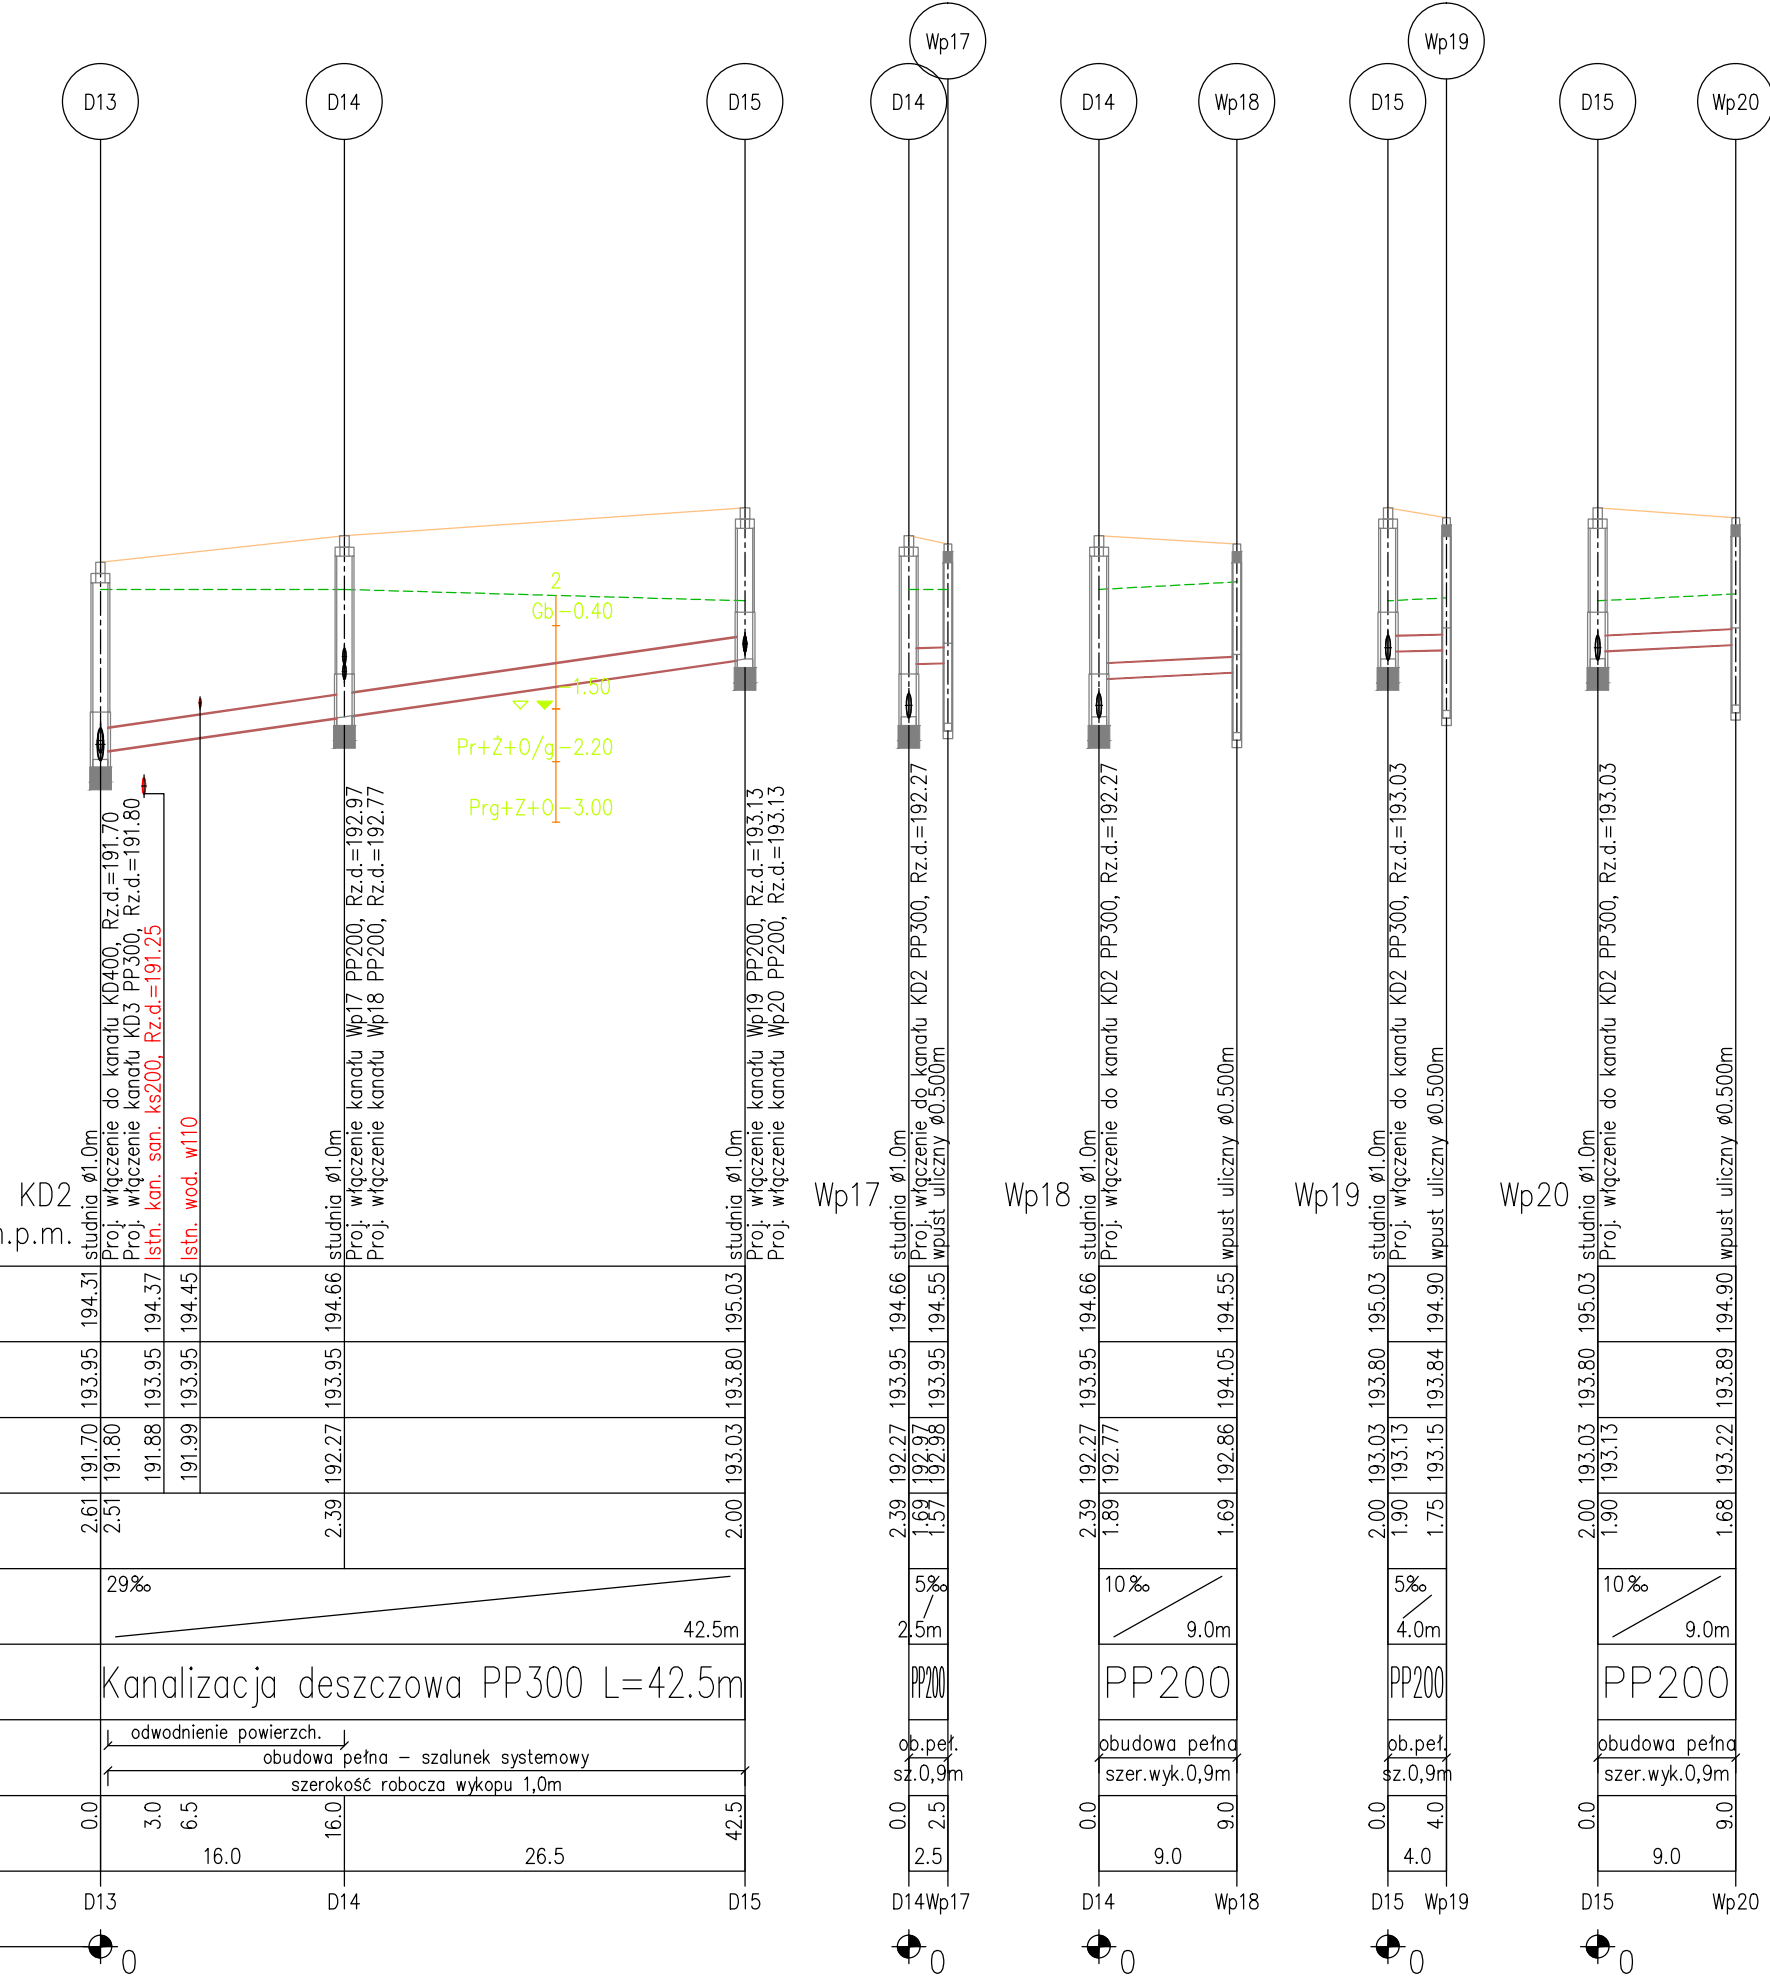 Wp17
Wp19
D13
D14
D15
D14
D14
Wp18
D15
D15
Wp20
2
Gb -0.40
-1.50
Pr+Ż+O/g -2.20
Prg+Ż+O -3.00
KD2
n.p.m.
studnia ø1.0m
Proj. włączenie do kanału KD400, Rz.d.=191.70
Proj. włączenie kanału KD3 PP300, Rz.d.=191.80
Istn. kan. san. ks200, Rz.d.=191.25
Istn. wod. w110
studnia ø1.0m
Proj. włączenie kanału Wp17 PP200, Rz.d.=192.97
Proj. włączenie kanału Wp18 PP200, Rz.d.=192.77
studnia ø1.0m
Proj. włączenie kanału Wp19 PP200, Rz.d.=193.13
Proj. włączenie kanału Wp20 PP200, Rz.d.=193.13
Wp17
studnia ø1.0m
Proj. włączenie do kanału KD2 PP300, Rz.d.=192.27
wpust uliczny ø0.500m
Wp18
studnia ø1.0m
Proj. włączenie do kanału KD2 PP300, Rz.d.=192.27
wpust uliczny ø0.500m
Wp19
studnia ø1.0m
Proj. włączenie do kanału KD2 PP300, Rz.d.=193.03
wpust uliczny ø0.500m
Wp20
studnia ø1.0m
Proj. włączenie do kanału KD2 PP300, Rz.d.=193.03
wpust uliczny ø0.500m
194.31 194.37 194.45 194.66 195.03 194.66 194.55 194.66 194.55 195.03 194.90 195.03 194.90
193.95 193.95 193.95 193.95 193.80 193.95 193.95 193.95 194.05 193.80 193.84 193.80 193.89
191.70 191.80 191.88 191.99 192.27 193.03 192.27 192.97 192.98 192.27 192.77 192.86 193.03 193.13 193.15 193.03 193.13 193.22
2.61 2.51 2.39 2.00 2.39 1.69 1.57 2.39 1.89 1.69 2.00 1.90 1.75 2.00 1.90 1.68
29‰ 5‰ 10‰ 5‰ 10‰
42.5m 2.5m 9.0m 4.0m 9.0m
Kanalizacja deszczowa PP300 L=42.5m PP200 PP200 PP200 PP200
odwodnienie powierzch.
obudowa pełna – szalunek systemowy
szerokość robocza wykopu 1,0m
ob.peł.
sz.0,9m
obudowa pełna
szer.wyk.0,9m
ob.peł.
sz.0,9m
obudowa pełna
szer.wyk.0,9m
0.0 3.0 6.5 16.0 42.5 0.0 2.5 0.0 9.0 0.0 4.0 0.0 9.0
16.0 26.5 2.5 9.0 4.0 9.0
D13 D14 D15 D14 Wp17 D14 Wp18 D15 Wp19 D15 Wp20
0 0 0 0 0